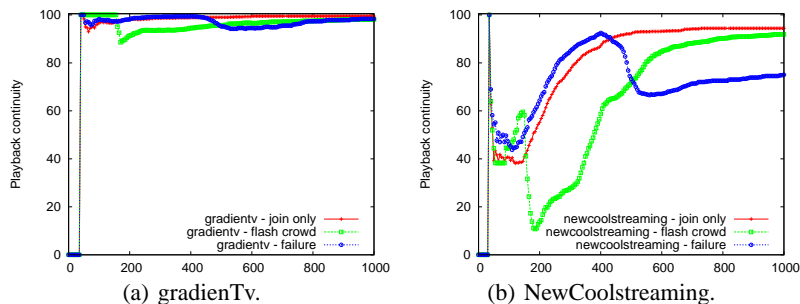 100
80
60
40
20
0
Playback continuity
gradientv - join only
gradientv - flash crowd
gradientv - failure
0 200 400 600 800 1000
(a) gradienTv.
100
80
60
40
20
0
Playback continuity
newcoolstreaming - join only
newcoolstreaming - flash crowd
newcoolstreaming - failure
0 200 400 600 800 1000
(b) NewCoolstreaming.